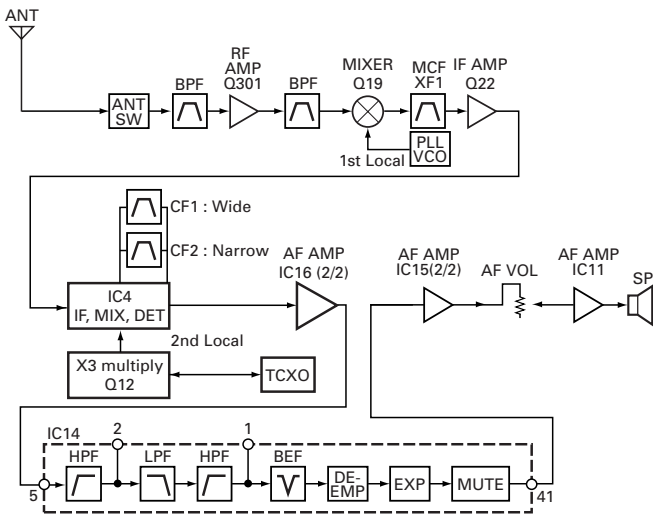 ANT
ANT
SW
BPF
RF
AMP
Q301
BPF
MIXER
Q19
MCF
XF1
IF AMP
Q22
1st Local
PLL
VCO
CF1 : Wide
CF2 : Narrow
IC4
IF, MIX, DET
AF AMP
IC16 (2/2)
AF AMP
IC15(2/2)
AF VOL
AF AMP
IC11
SP
2nd Local
X3 multiply
Q12
TCXO
IC14
5
HPF
2
LPF
HPF
1
BEF
DE-
EMP
EXP
MUTE
41